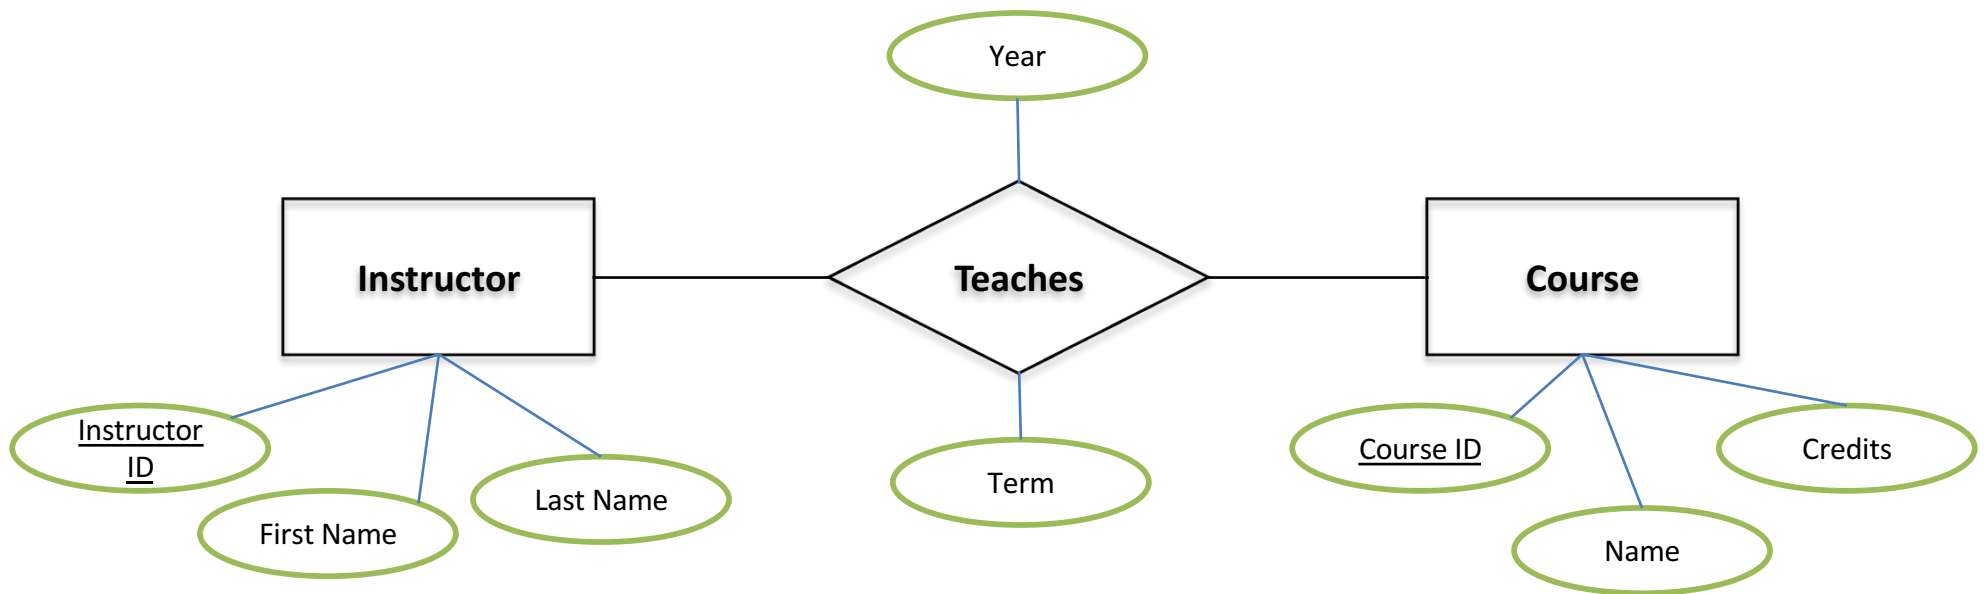 Year
Instructor
Teaches
Course
Instructor
ID
First Name
Last Name
Term
Course ID
Name
Credits